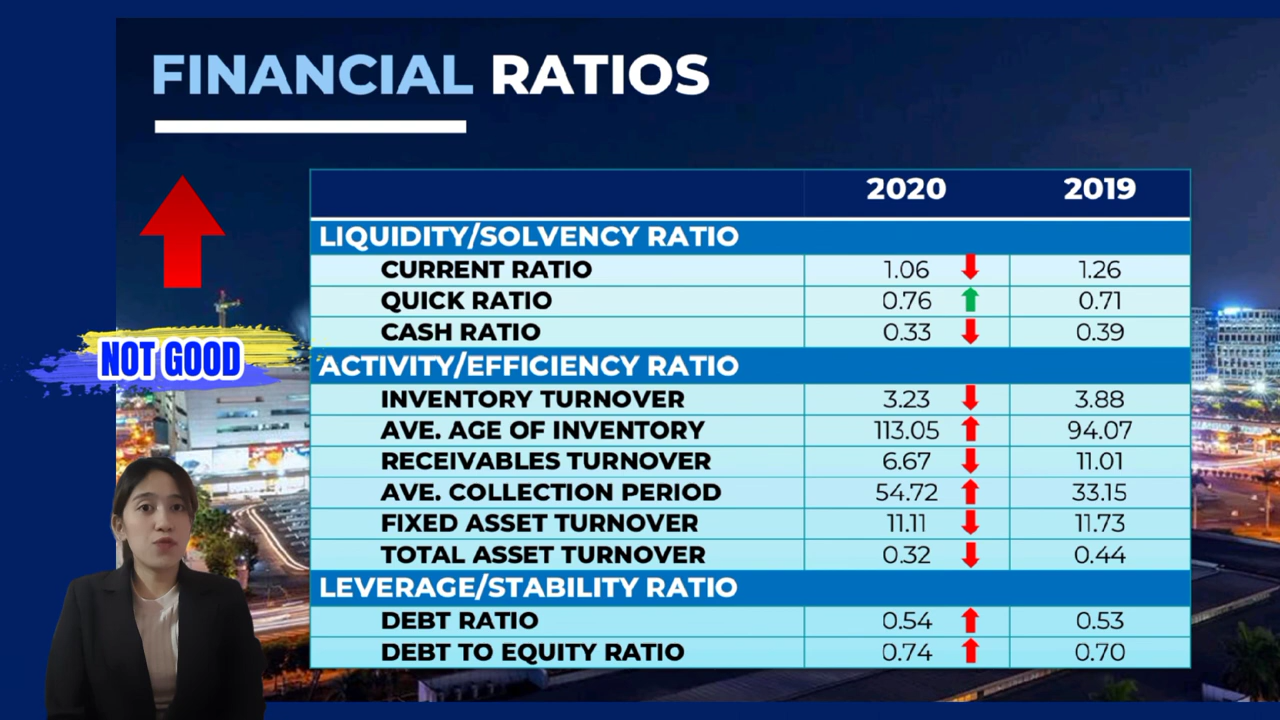 FINANCIAL RATIOS
2020 2019
LIQUIDITY/SOLVENCY RATIO
CURRENT RATIO 1.06 1.26
QUICK RATIO 0.76 0.71
CASH RATIO 0.33 0.39
ACTIVITY/EFFICIENCY RATIO
INVENTORY TURNOVER 3.23 3.88
AVE. AGE OF INVENTORY 113.05 94.07
RECEIVABLES TURNOVER 6.67 11.01
AVE. COLLECTION PERIOD 54.72 33.15
FIXED ASSET TURNOVER 11.11 11.73
TOTAL ASSET TURNOVER 0.32 0.44
LEVERAGE/STABILITY RATIO
DEBT RATIO 0.54 0.53
DEBT TO EQUITY RATIO 0.74 0.70
NOT GOOD